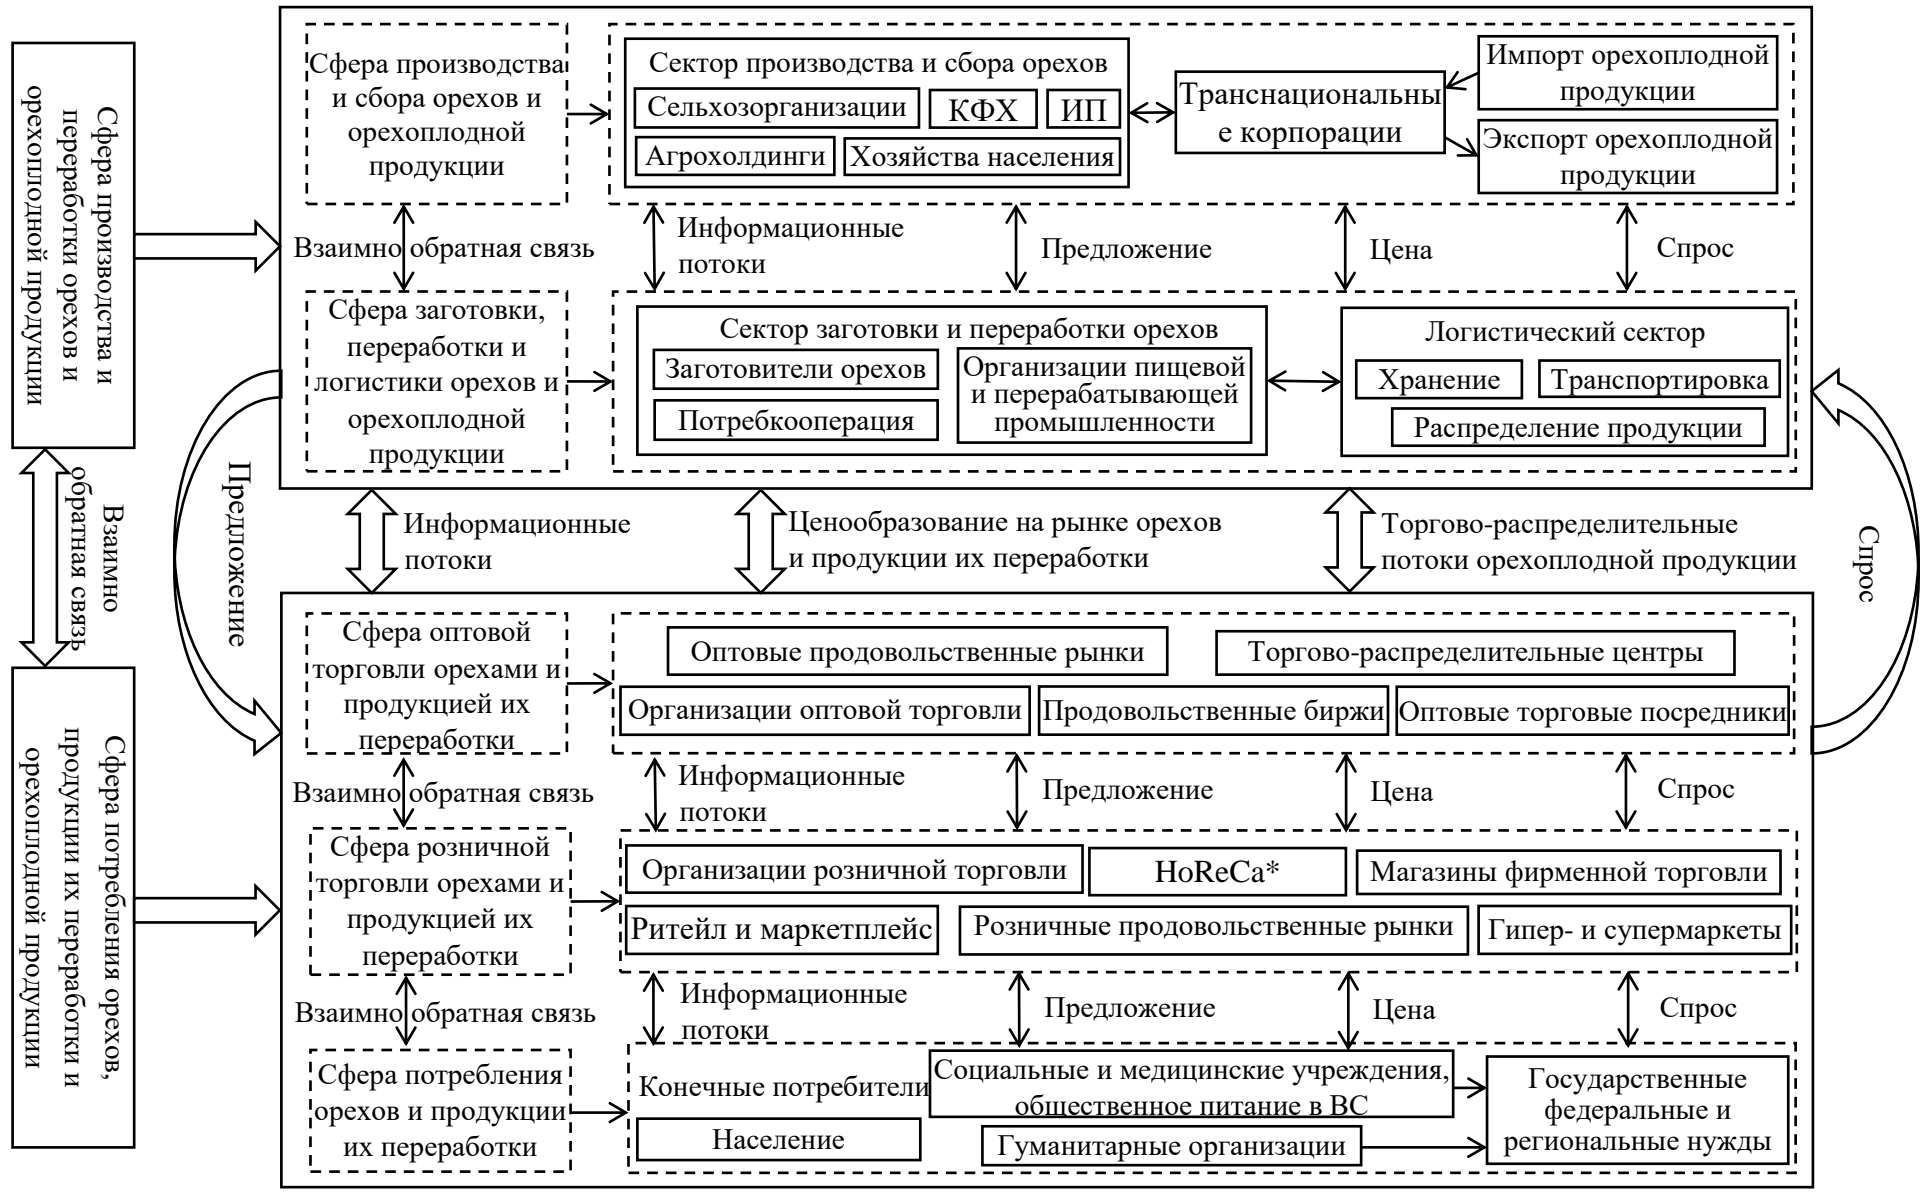 Сфера производства и
переработки орехов и
орехоплодной продукции
Взаимно
обратная связь
Сфера потребления орехов,
продукции их переработки и
орехоплодной продукции
Предложение
Спрос
Сфера производства
и сбора орехов и
орехоплодной
продукции
Сектор производства и сбора орехов
Сельхозорганизации
КФХ
ИП
Агрохолдинги
Хозяйства населения
Транснациональны
е корпорации
Импорт орехоплодной
продукции
Экспорт орехоплодной
продукции
Взаимно обратная связь
Информационные
потоки
Предложение
Цена
Спрос
Сфера заготовки,
переработки и
логистики орехов и
орехоплодной
продукции
Сектор заготовки и переработки орехов
Заготовители орехов
Потребкооперация
Организации пищевой
и перерабатывающей
промышленности
Логистический сектор
Хранение
Транспортировка
Распределение продукции
Информационные
потоки
Ценообразование на рынке орехов
и продукции их переработки
Торгово-распределительные
потоки орехоплодной продукции
Сфера оптовой
торговли орехами и
продукцией их
переработки
Оптовые продовольственные рынки
Торгово-распределительные центры
Организации оптовой торговли
Продовольственные биржи
Оптовые торговые посредники
Взаимно обратная связь
Информационные
потоки
Предложение
Цена
Спрос
Сфера розничной
торговли орехами и
продукцией их
переработки
Организации розничной торговли
HoReCa*
Магазины фирменной торговли
Ритейл и маркетплейс
Розничные продовольственные рынки
Гипер- и супермаркеты
Взаимно обратная связь
Информационные
потоки
Предложение
Цена
Спрос
Сфера потребления
орехов и продукции
их переработки
Конечные потребители
Население
Социальные и медицинские учреждения,
общественное питание в ВС
Гуманитарные организации
Государственные
федеральные и
региональные нужды